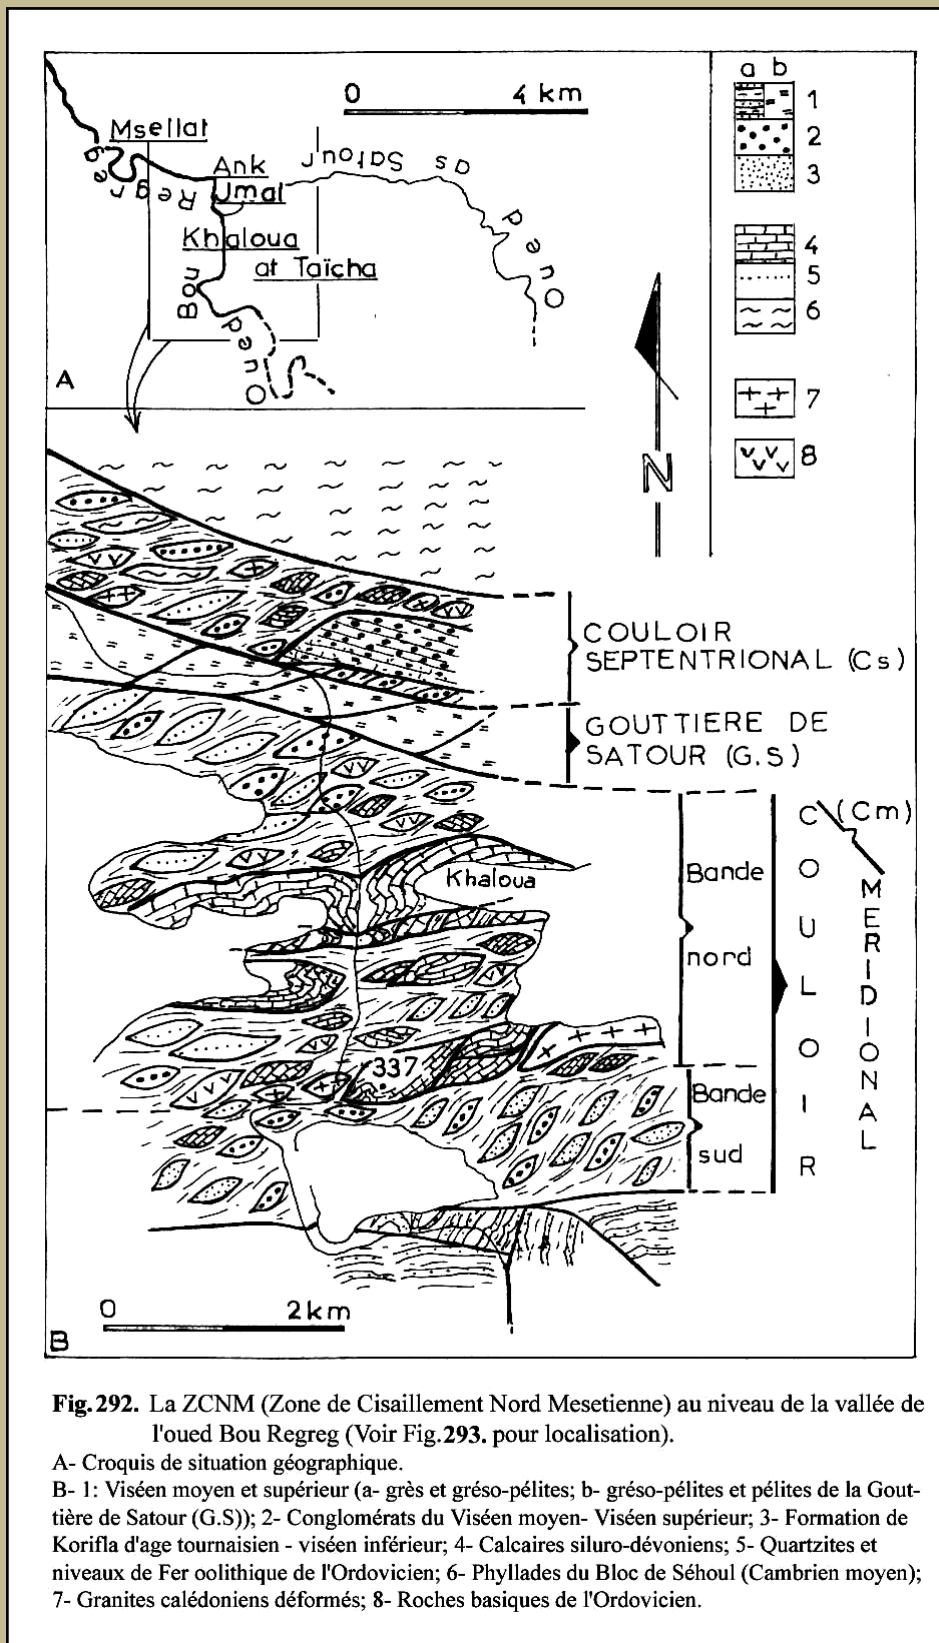 0 4 km
Msellat
Ank
Jmal
Oued Bou Regreg
Oued as Satour
Khaloua
at Taïcha
A
a b
1
2
3
4
5
6
7
8
N
COULOIR
SEPTENTRIONAL (Cs)
GOUTTIERE DE
SATOUR (G.S)
Khaloua
337
Bande
nord
Bande
sud
COULOIR
MERIDIONAL
(Cm)
0 2km
B
Fig.292. La ZCNM (Zone de Cisaillement Nord Mesetienne) au niveau de la vallée de
l'oued Bou Regreg (Voir Fig.293. pour localisation).
A- Croquis de situation géographique.
B- 1: Viséen moyen et supérieur (a- grès et gréso-pélites; b- gréso-pélites et pélites de la Gout-
tière de Satour (G.S)); 2- Conglomérats du Viséen moyen- Viséen supérieur; 3- Formation de
Korifla d'age tournaisien - viséen inférieur; 4- Calcaires siluro-dévoniens; 5- Quartzites et
niveaux de Fer oolithique de l'Ordovicien; 6- Phyllades du Bloc de Séhoul (Cambrien moyen);
7- Granites calédoniens déformés; 8- Roches basiques de l'Ordovicien.